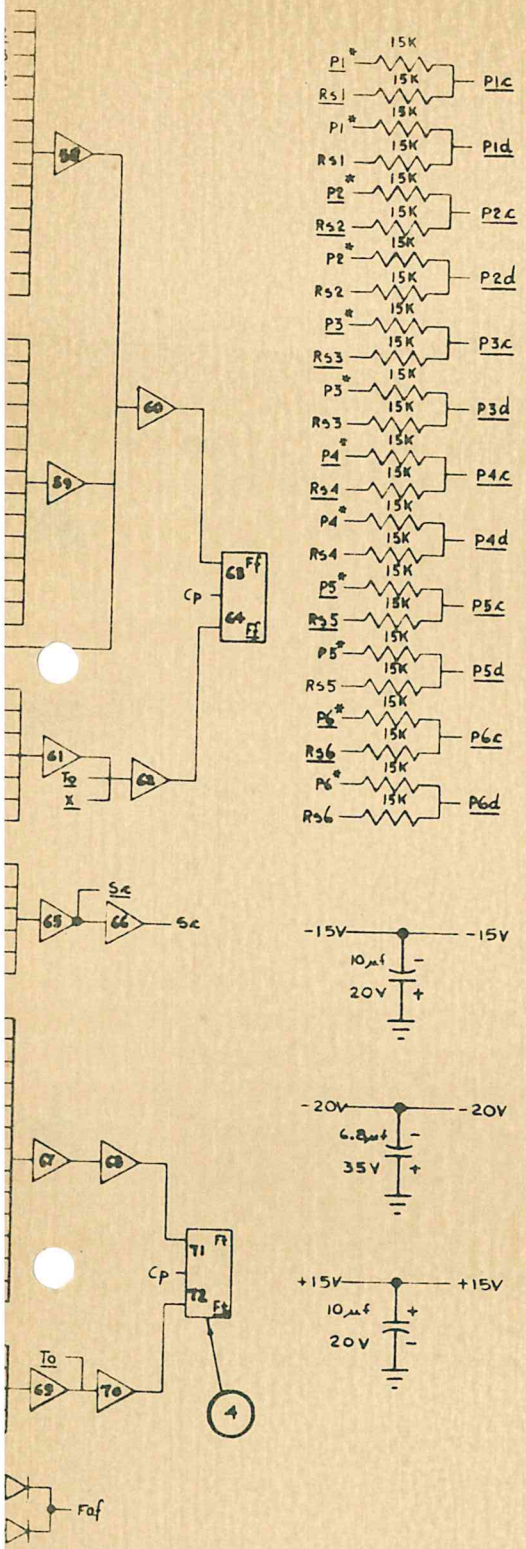 58
59
60
Cp
63 Ff
64 Ff
61
To
X
62
65
Sc
66
Sc
67
68
Cp
71 Ft
72 Ft
To
69
70
4
Faf
P1* 15K
Rs1 15K
P1c
P1* 15K
Rs1 15K
P1d
P2* 15K
Rs2 15K
P2c
P2* 15K
Rs2 15K
P2d
P3* 15K
Rs3 15K
P3c
P3* 15K
Rs3 15K
P3d
P4* 15K
Rs4 15K
P4c
P4* 15K
Rs4 15K
P4d
P5* 15K
Rs5 15K
P5c
P5* 15K
Rs5 15K
P5d
P6* 15K
Rs6 15K
P6c
P6* 15K
Rs6 15K
P6d
-15V -15V
10µf -
20V +
-20V -20V
6.8µf -
35V +
+15V +15V
10µf +
20V -